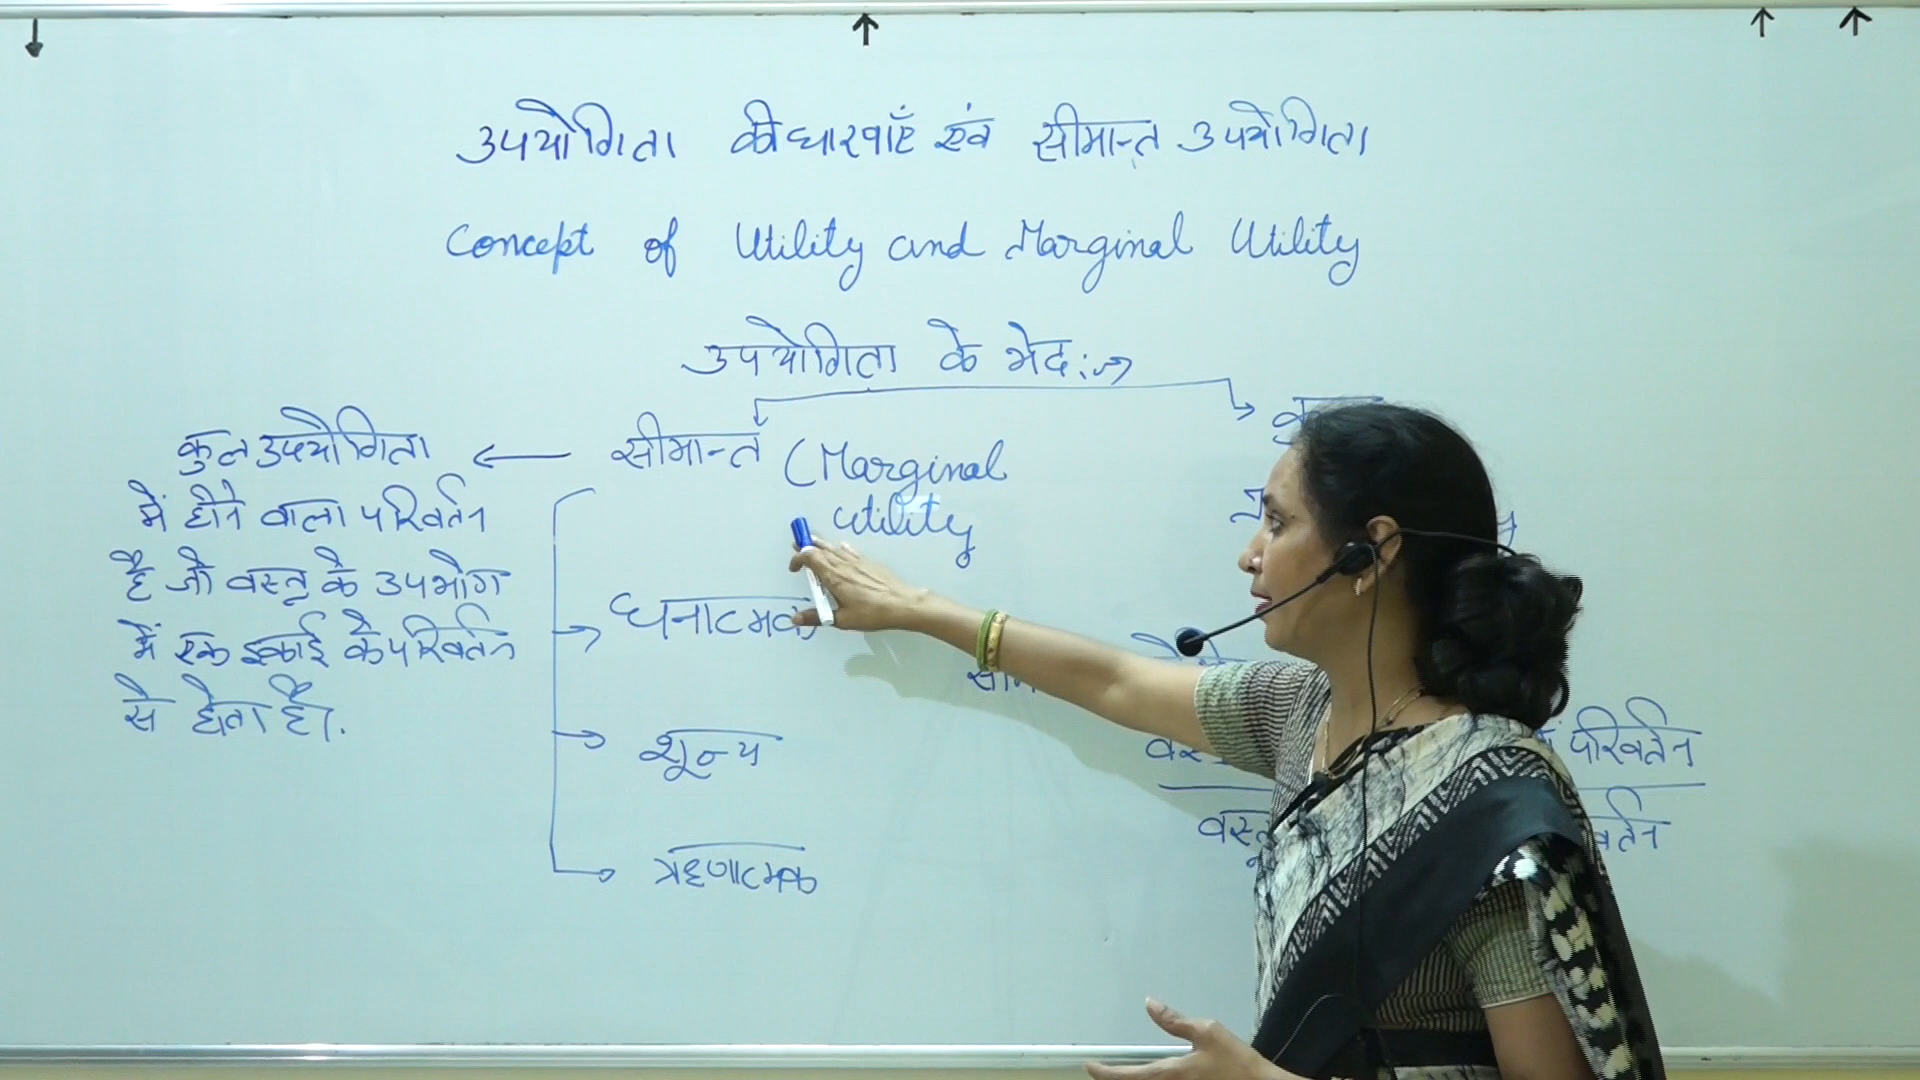 उपयोगिता की धारणाएँ एवं सीमान्त उपयोगिता
Concept of Utility and Marginal Utility
उपयोगिता के भेद :→
सीमान्त (Marginal
Utility
कुल उपयोगिता
में होने वाला परिवर्तन
है जो वस्तु के उपभोग
में एक इकाई के परिवर्तन
से होता है।
धनात्मक
शून्य
ऋणात्मक
परिवर्तन